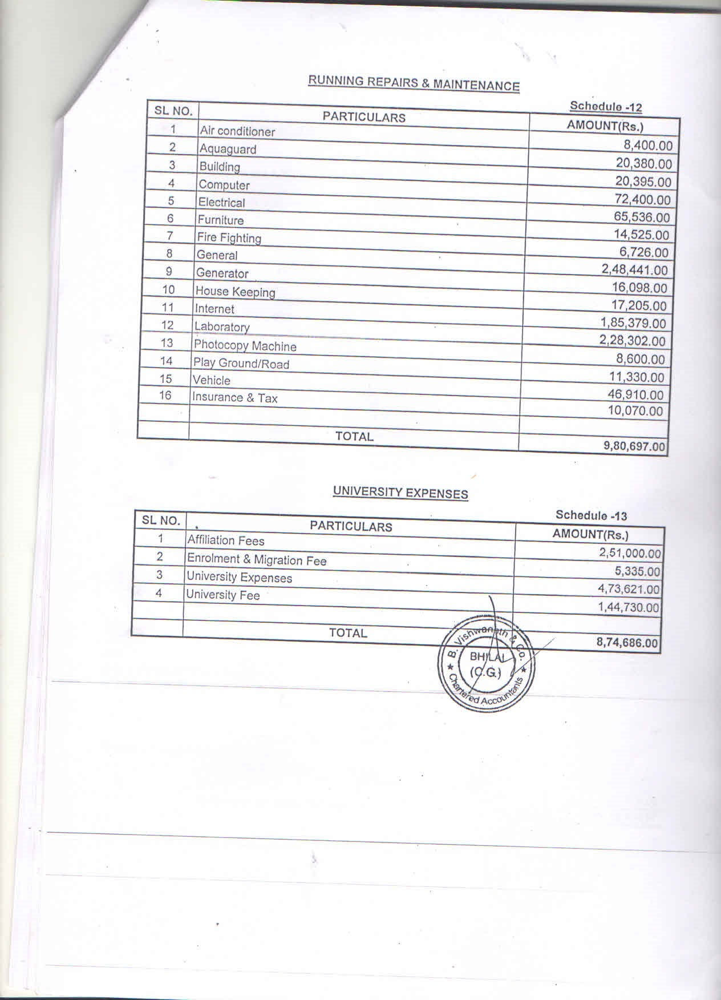 RUNNING REPAIRS & MAINTENANCE
Schedule -12
SL NO. PARTICULARS AMOUNT(Rs.)
1 Air conditioner 8,400.00
2 Aquaguard 20,380.00
3 Building 20,395.00
4 Computer 72,400.00
5 Electrical 65,536.00
6 Furniture 14,525.00
7 Fire Fighting 6,726.00
8 General 2,48,441.00
9 Generator 16,098.00
10 House Keeping 17,205.00
11 Internet 1,85,379.00
12 Laboratory 2,28,302.00
13 Photocopy Machine 8,600.00
14 Play Ground/Road 11,330.00
15 Vehicle 46,910.00
16 Insurance & Tax 10,070.00
TOTAL 9,80,697.00
UNIVERSITY EXPENSES
Schedule -13
SL NO. PARTICULARS AMOUNT(Rs.)
1 Affiliation Fees 2,51,000.00
2 Enrolment & Migration Fee 5,335.00
3 University Expenses 4,73,621.00
4 University Fee 1,44,730.00
TOTAL 8,74,686.00
B. Vishwanath & Co.
BHILAI
(C.G.)
Chartered Accountants